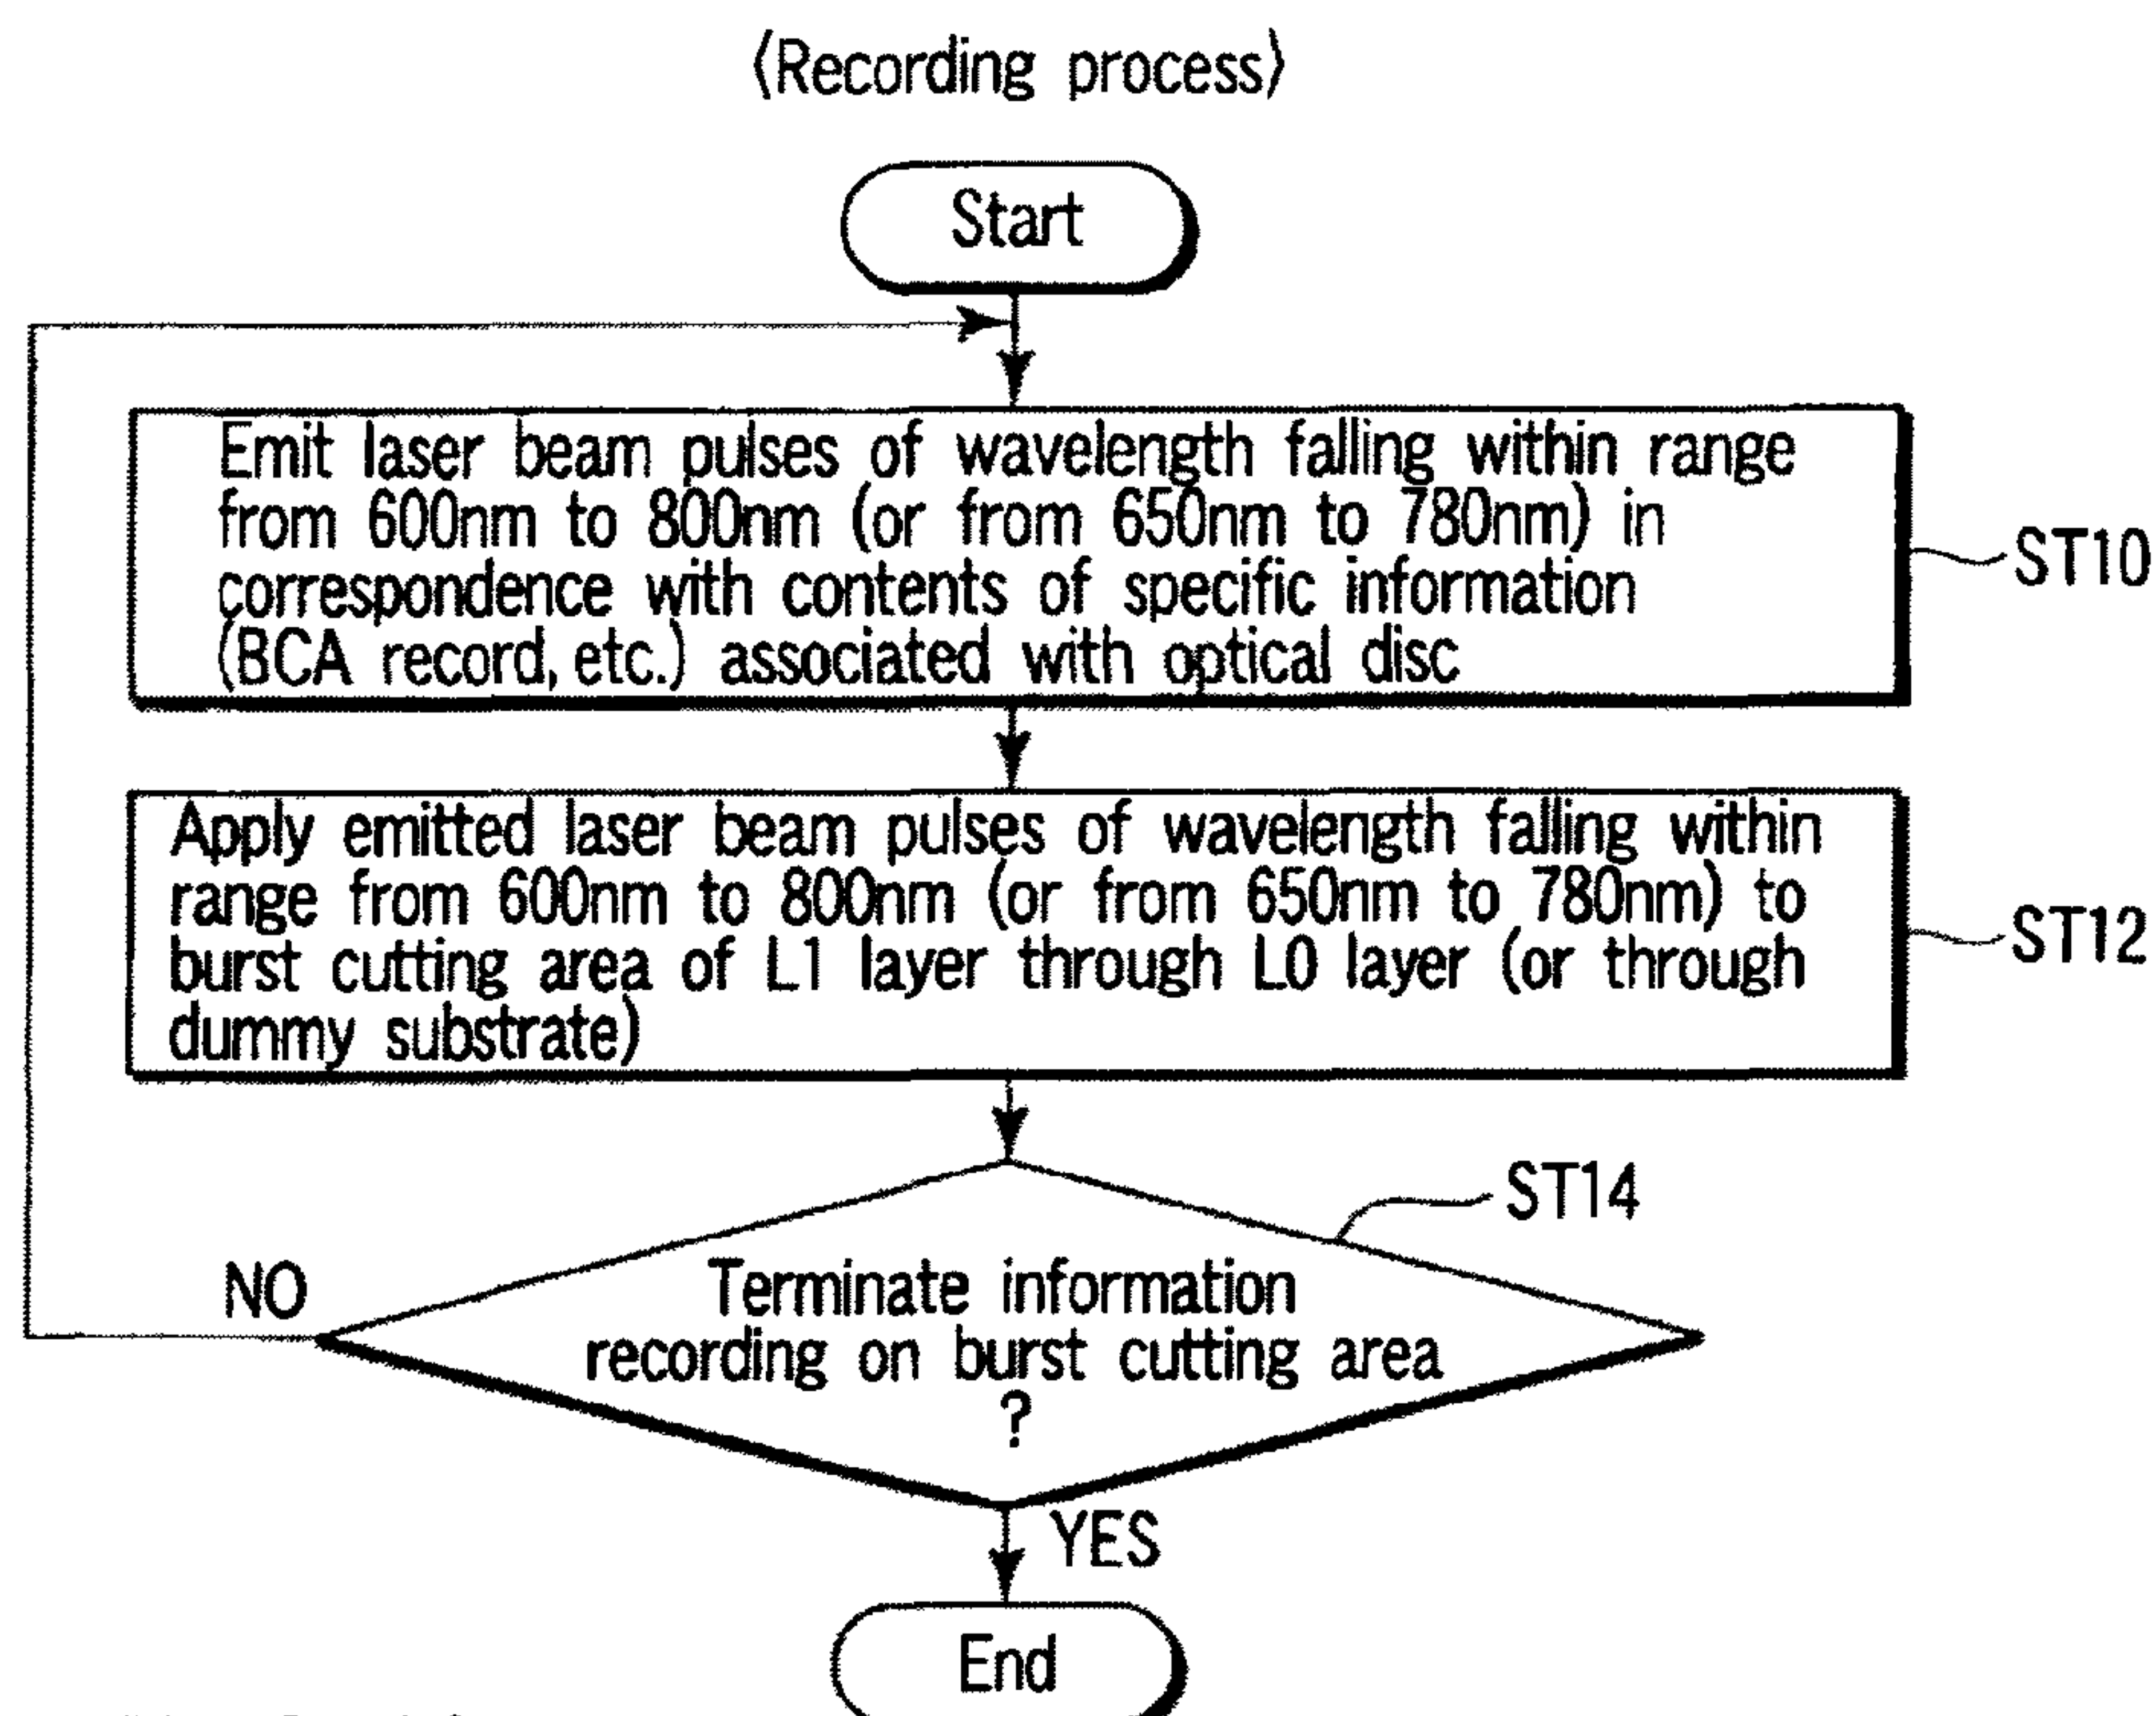 (Recording process)
Start
Emit laser beam pulses of wavelength falling within range
from 600nm to 800nm (or from 650nm to 780nm) in
correspondence with contents of specific information
(BCA record, etc.) associated with optical disc
ST10
Apply emitted laser beam pulses of wavelength falling within
range from 600nm to 800nm (or from 650nm to 780nm) to
burst cutting area of L1 layer through L0 layer (or through
dummy substrate)
ST12
ST14
NO
Terminate information
recording on burst cutting area
?
YES
End